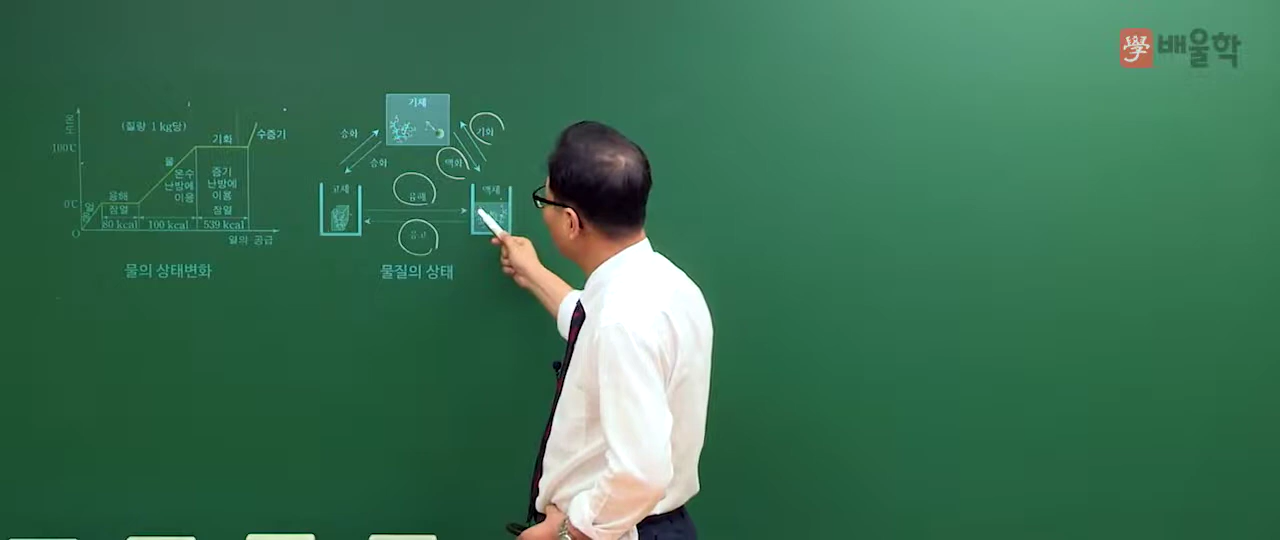 學 배울학
온도
(질량 1kg당)
기화
수증기
100℃
물
온수
난방에
이용
증기
난방에
이용
융해
잠열
잠열
0℃
얼음
80 kcal
100 kcal
539 kcal
O
열의 공급
물의 상태변화
기체
승화
승화
기화
액화
고체
융해
액체
응고
물질의 상태